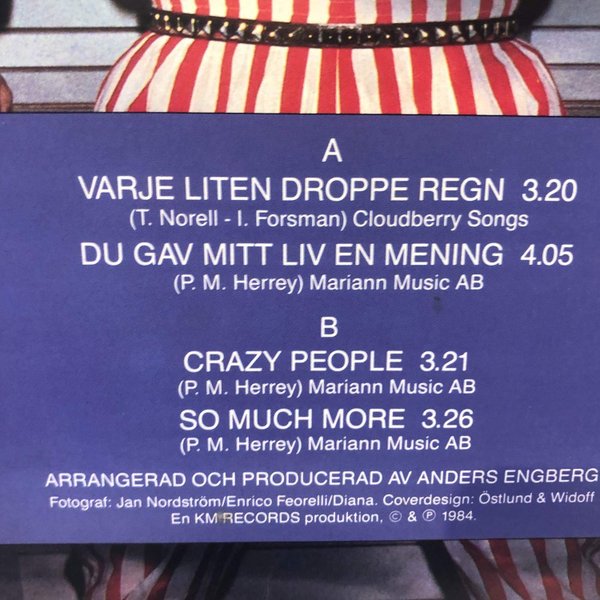 A
VARJE LITEN DROPPE REGN 3.20
(T. Norell - I. Forsman) Cloudberry Songs
DU GAV MITT LIV EN MENING 4.05
(P. M. Herrey) Mariann Music AB
B
CRAZY PEOPLE 3.21
(P. M. Herrey) Mariann Music AB
SO MUCH MORE 3.26
(P. M. Herrey) Mariann Music AB
ARRANGERAD OCH PRODUCERAD AV ANDERS ENGBERG
Fotograf: Jan Nordström/Enrico Feorelli/Diana. Coverdesign: Östlund & Widoff
En KM RECORDS produktion, © & ℗ 1984.